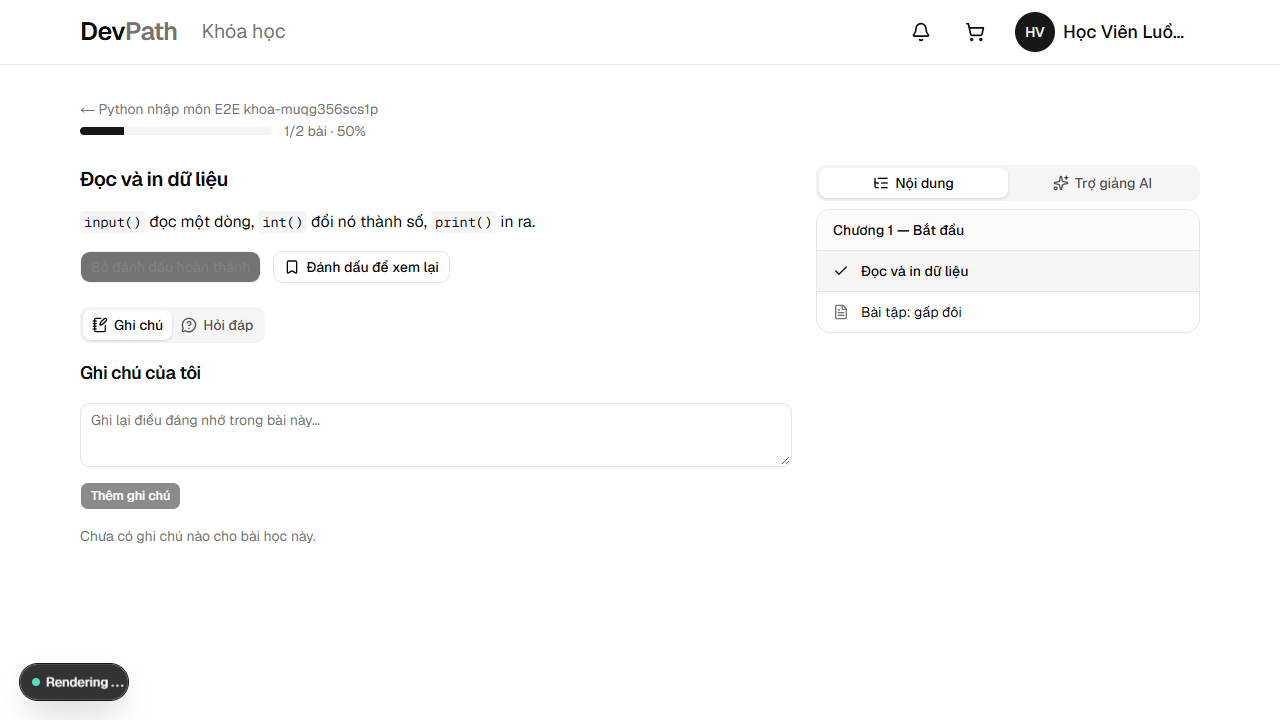 DevPath Khóa học
HV Học Viên Luồ...
← Python nhập môn E2E khoa-muqg356scs1p
1/2 bài · 50%
Đọc và in dữ liệu
input() đọc một dòng, int() đổi nó thành số, print() in ra.
Bỏ đánh dấu hoàn thành
Đánh dấu để xem lại
Ghi chú
Hỏi đáp
Ghi chú của tôi
Ghi lại điều đáng nhớ trong bài này...
Thêm ghi chú
Chưa có ghi chú nào cho bài học này.
Nội dung
Trợ giảng AI
Chương 1 — Bắt đầu
Đọc và in dữ liệu
Bài tập: gấp đôi
Rendering ...